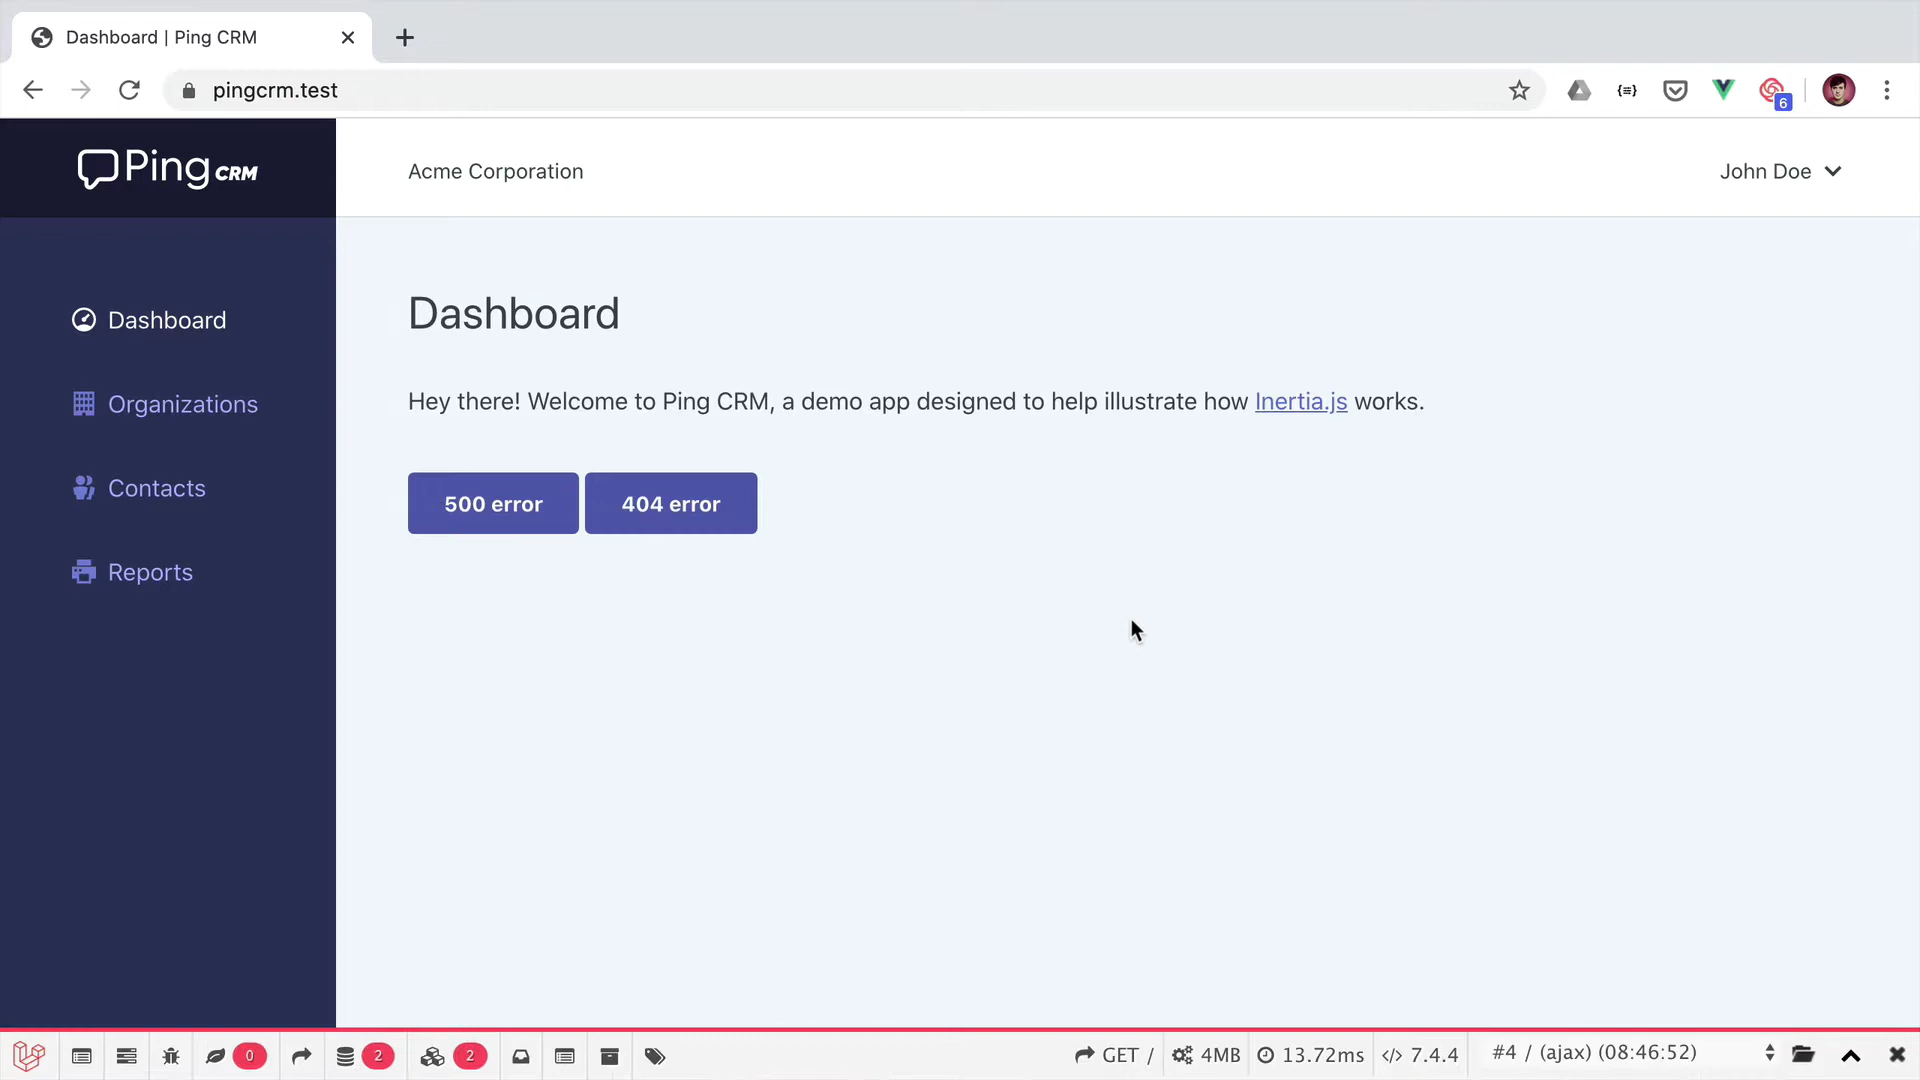 Dashboard | Ping CRM
pingcrm.test
6
Ping CRM
Acme Corporation
John Doe
Dashboard
Organizations
Contacts
Reports
Dashboard
Hey there! Welcome to Ping CRM, a demo app designed to help illustrate how Inertia.js works.
500 error
404 error
0
2
2
GET /
4MB
13.72ms
7.4.4
#4 / (ajax) (08:46:52)